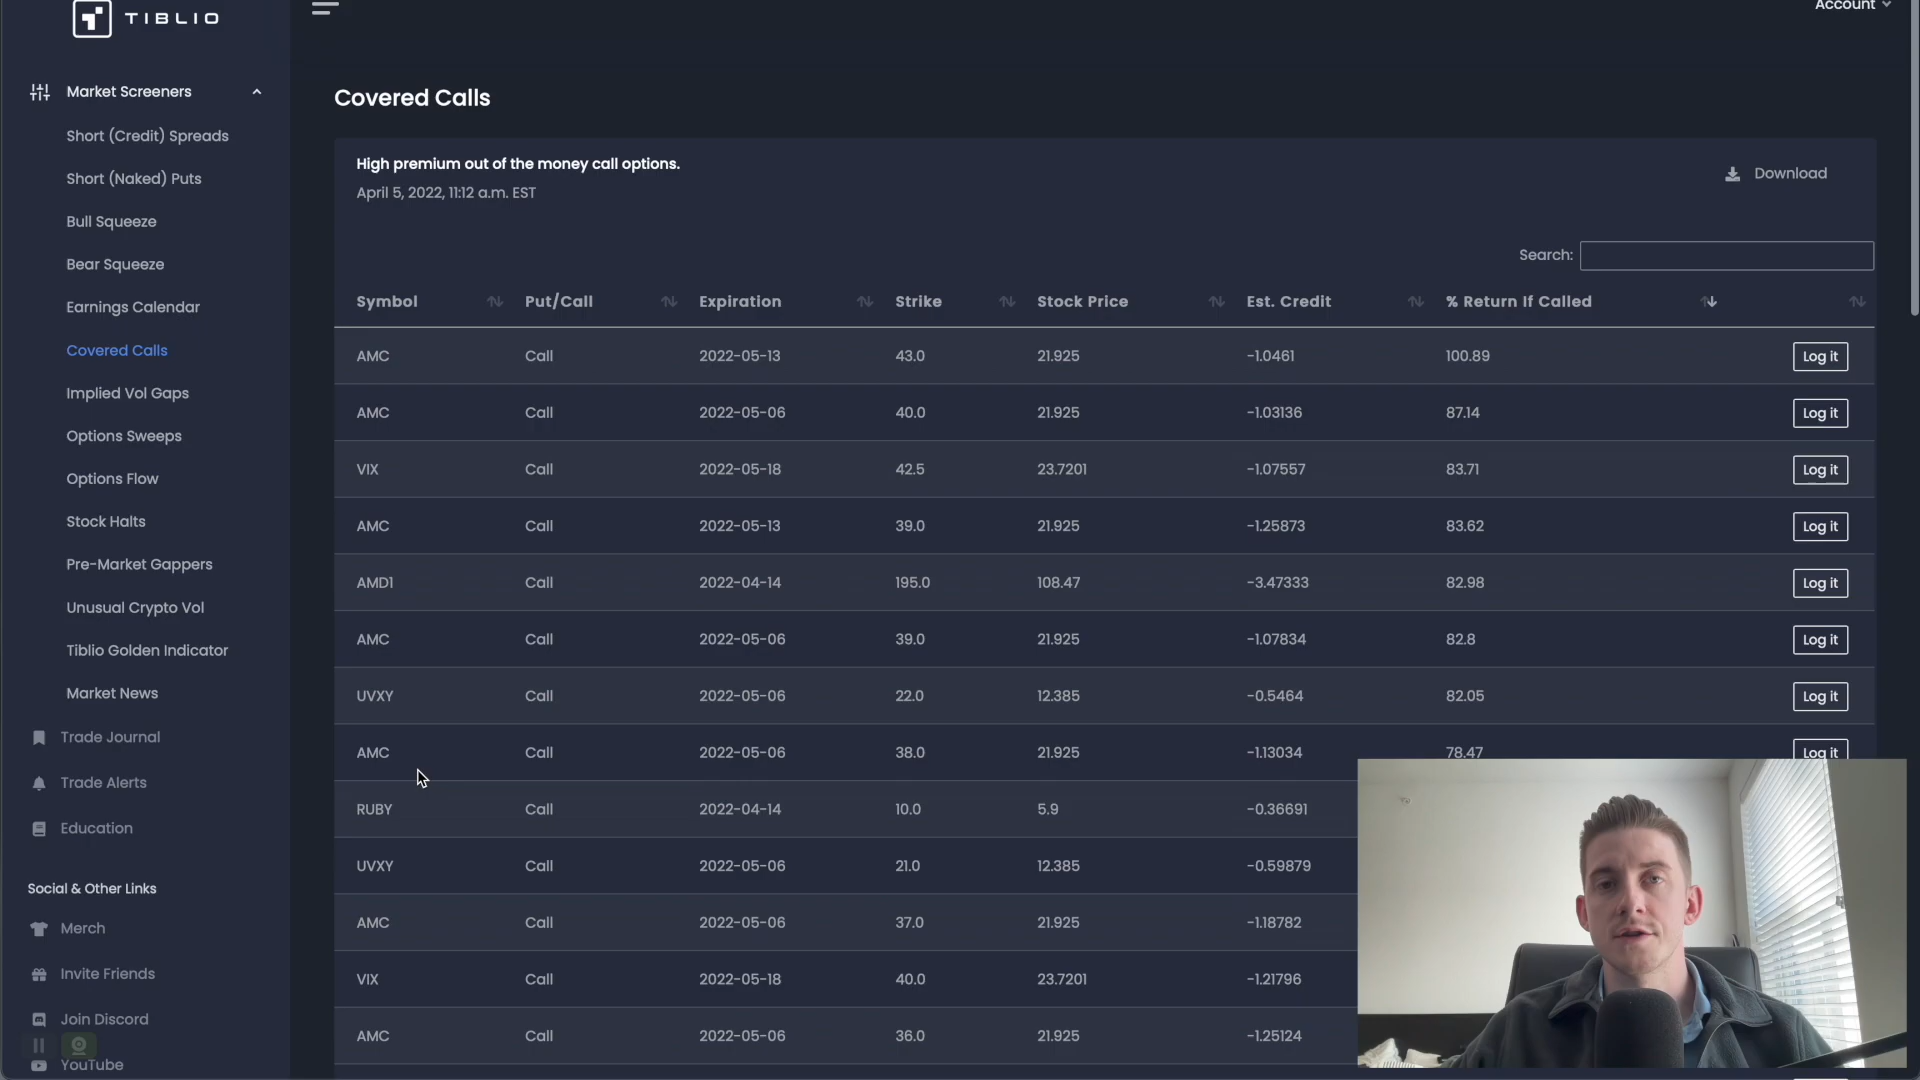 TIBLIO
Account
Market Screeners
Short (Credit) Spreads
Short (Naked) Puts
Bull Squeeze
Bear Squeeze
Earnings Calendar
Covered Calls
Implied Vol Gaps
Options Sweeps
Options Flow
Stock Halts
Pre-Market Gappers
Unusual Crypto Vol
Tiblio Golden Indicator
Market News
Trade Journal
Trade Alerts
Education
Social & Other Links
Merch
Invite Friends
Join Discord
YouTube
Covered Calls
High premium out of the money call options.
April 5, 2022, 11:12 a.m. EST
Download
Search:
Symbol Put/Call Expiration Strike Stock Price Est. Credit % Return If Called
AMC Call 2022-05-13 43.0 21.925 -1.0461 100.89 Log it
AMC Call 2022-05-06 40.0 21.925 -1.03136 87.14 Log it
VIX Call 2022-05-18 42.5 23.7201 -1.07557 83.71 Log it
AMC Call 2022-05-13 39.0 21.925 -1.25873 83.62 Log it
AMD1 Call 2022-04-14 195.0 108.47 -3.47333 82.98 Log it
AMC Call 2022-05-06 39.0 21.925 -1.07834 82.8 Log it
UVXY Call 2022-05-06 22.0 12.385 -0.5464 82.05 Log it
AMC Call 2022-05-06 38.0 21.925 -1.13034 78.47 Log it
RUBY Call 2022-04-14 10.0 5.9 -0.36691
UVXY Call 2022-05-06 21.0 12.385 -0.59879
AMC Call 2022-05-06 37.0 21.925 -1.18782
VIX Call 2022-05-18 40.0 23.7201 -1.21796
AMC Call 2022-05-06 36.0 21.925 -1.25124